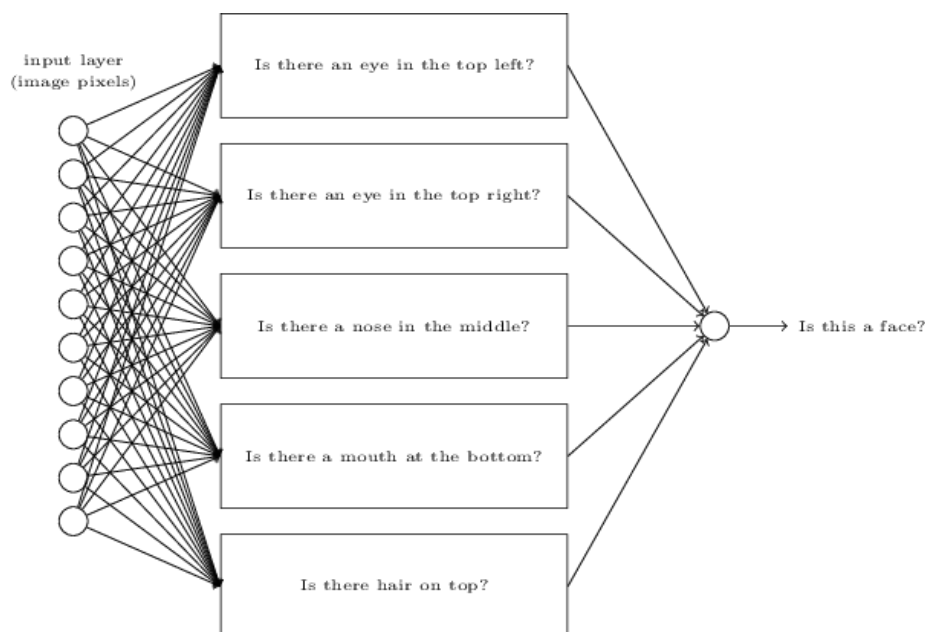 input layer
(image pixels)
Is there an eye in the top left?
Is there an eye in the top right?
Is there a nose in the middle?
Is there a mouth at the bottom?
Is there hair on top?
Is this a face?